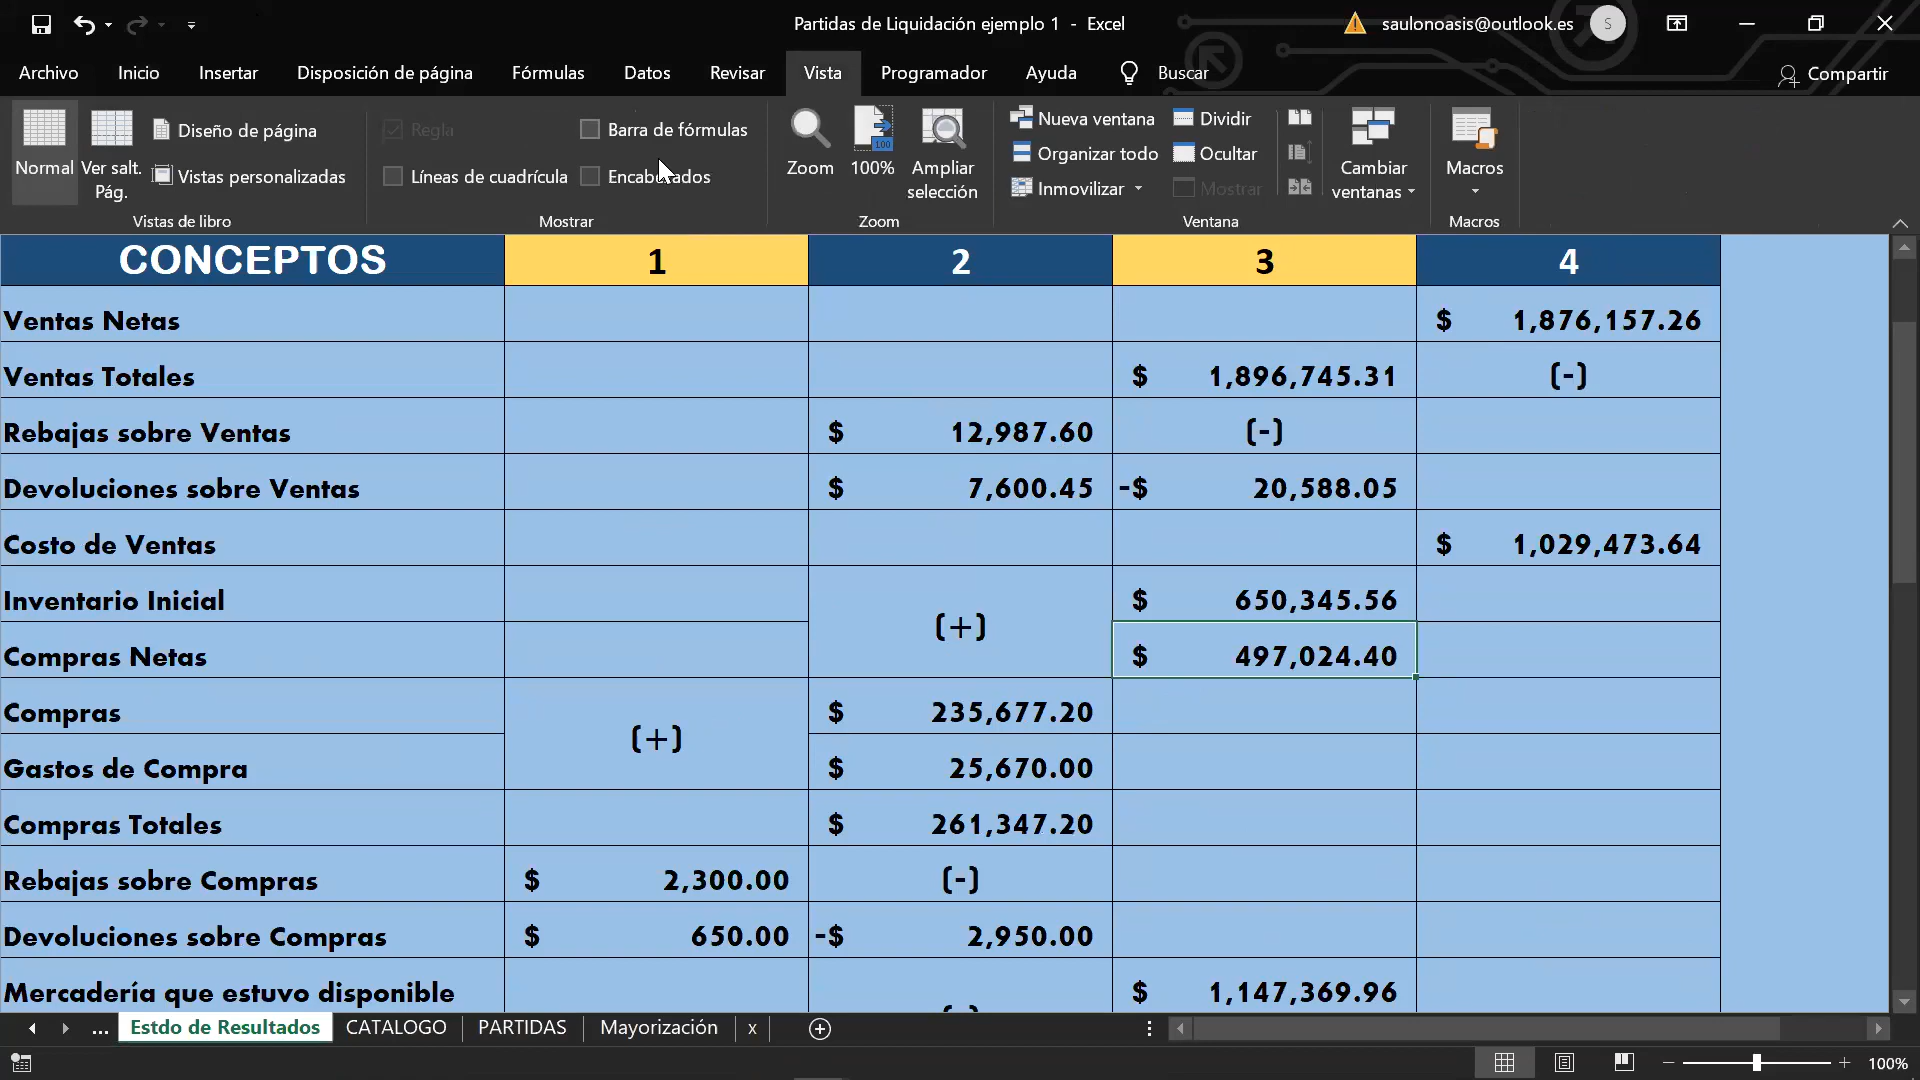 Partidas de Liquidación ejemplo 1 - Excel
saulonoasis@outlook.es
S
Archivo
Inicio
Insertar
Disposición de página
Fórmulas
Datos
Revisar
Vista
Programador
Ayuda
Buscar
Compartir
Normal
Ver salt. Pág.
Diseño de página
Vistas personalizadas
Vistas de libro
Regla
Barra de fórmulas
Líneas de cuadrícula
Encabezados
Mostrar
Zoom
100%
100
Ampliar selección
Zoom
Nueva ventana
Organizar todo
Inmovilizar
Dividir
Ocultar
Mostrar
Cambiar ventanas
Ventana
Macros
Macros
CONCEPTOS 1 2 3 4
Ventas Netas $ 1,876,157.26
Ventas Totales $ 1,896,745.31 (-)
Rebajas sobre Ventas $ 12,987.60 (-)
Devoluciones sobre Ventas $ 7,600.45 -$ 20,588.05
Costo de Ventas $ 1,029,473.64
Inventario Inicial $ 650,345.56
(+)
Compras Netas $ 497,024.40
Compras $ 235,677.20
(+)
Gastos de Compra $ 25,670.00
Compras Totales $ 261,347.20
Rebajas sobre Compras $ 2,300.00 (-)
Devoluciones sobre Compras $ 650.00 -$ 2,950.00
Mercadería que estuvo disponible $ 1,147,369.96
... Estdo de Resultados CATALOGO PARTIDAS Mayorización x
100%